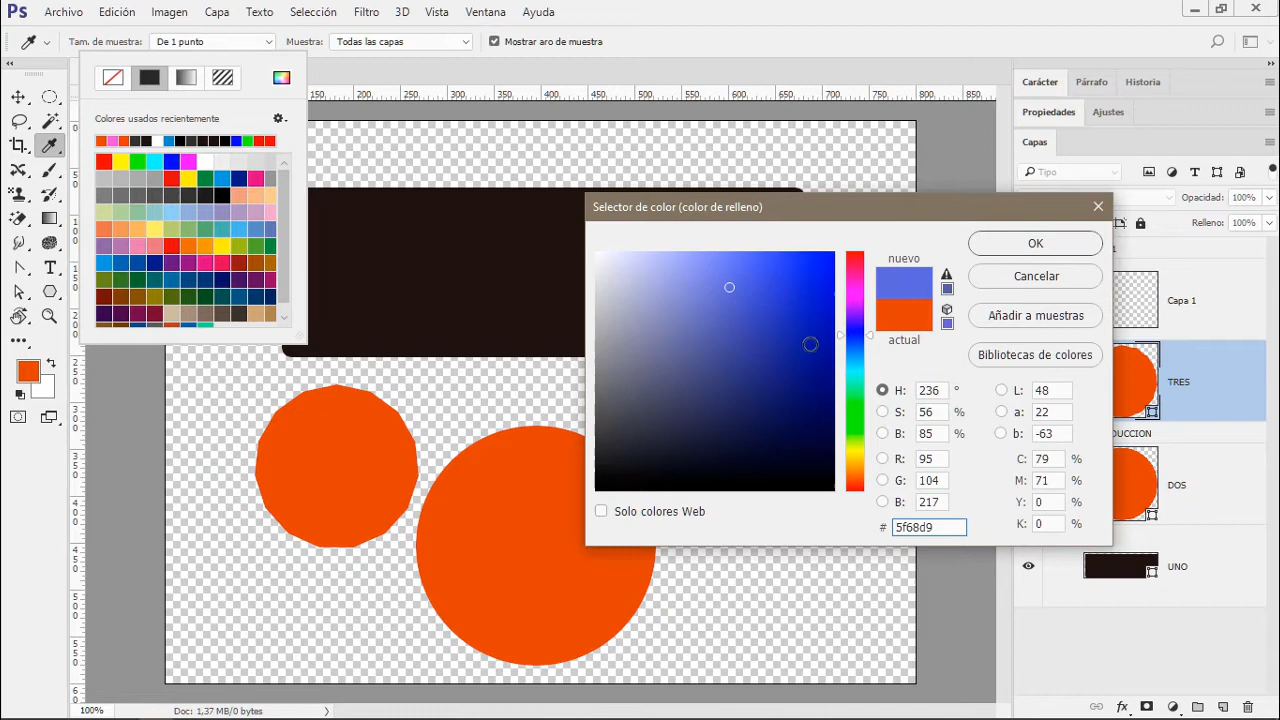 Ps Archivo Edición Imagen Capa Texto Selección Filtro 3D Vista Ventana Ayuda
Tam. de muestra: De 1 punto Muestra: Todas las capas Mostrar aro de muestra
Colores usados recientemente
150. 200. 250. 300. 350. 400. 450. 500. 550. 600. 650. 700. 750. 800. 850.
Selector de color (color de relleno)
nuevo
actual
OK
Cancelar
Añadir a muestras
Bibliotecas de colores
H: 236 °
S: 56 %
B: 85 %
R: 95
G: 104
B: 217
# 5f68d9
L: 48
a: 22
b: -63
C: 79 %
M: 71 %
Y: 0 %
K: 0 %
Solo colores Web
Carácter Párrafo Historia
Propiedades Ajustes
Capas
Tipo
Opacidad: 100%
Relleno: 100%
Capa 1
TRES
DUCCION
DOS
UNO
fx
100% Doc: 1,37 MB/0 bytes